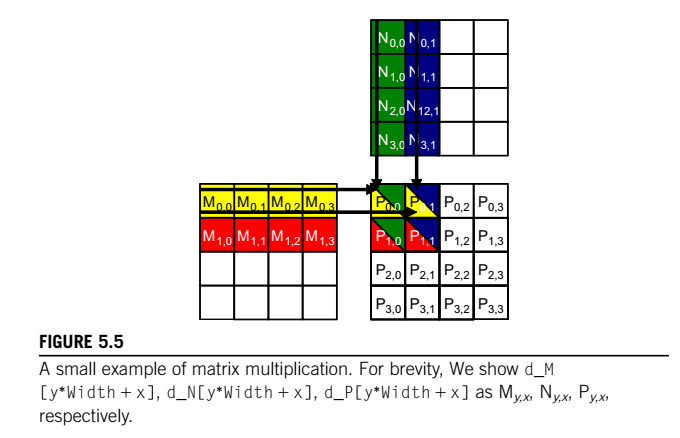 N0,0 N0,1
N1,0 N1,1
N2,0 N12,1
N3,0 N3,1
M0,0 M0,1 M0,2 M0,3 P0,0 P0,2 P0,3
M1,0 M1,1 M1,2 M1,3 P1,0 P1,1 P1,2 P1,3
P2,0 P2,1 P2,2 P2,3
P3,0 P3,1 P3,2 P3,3
FIGURE 5.5
A small example of matrix multiplication. For brevity, We show d_M
[y*Width + x], d_N[y*Width + x], d_P[y*Width + x] as My,x, Ny,x, Py,x,
respectively.